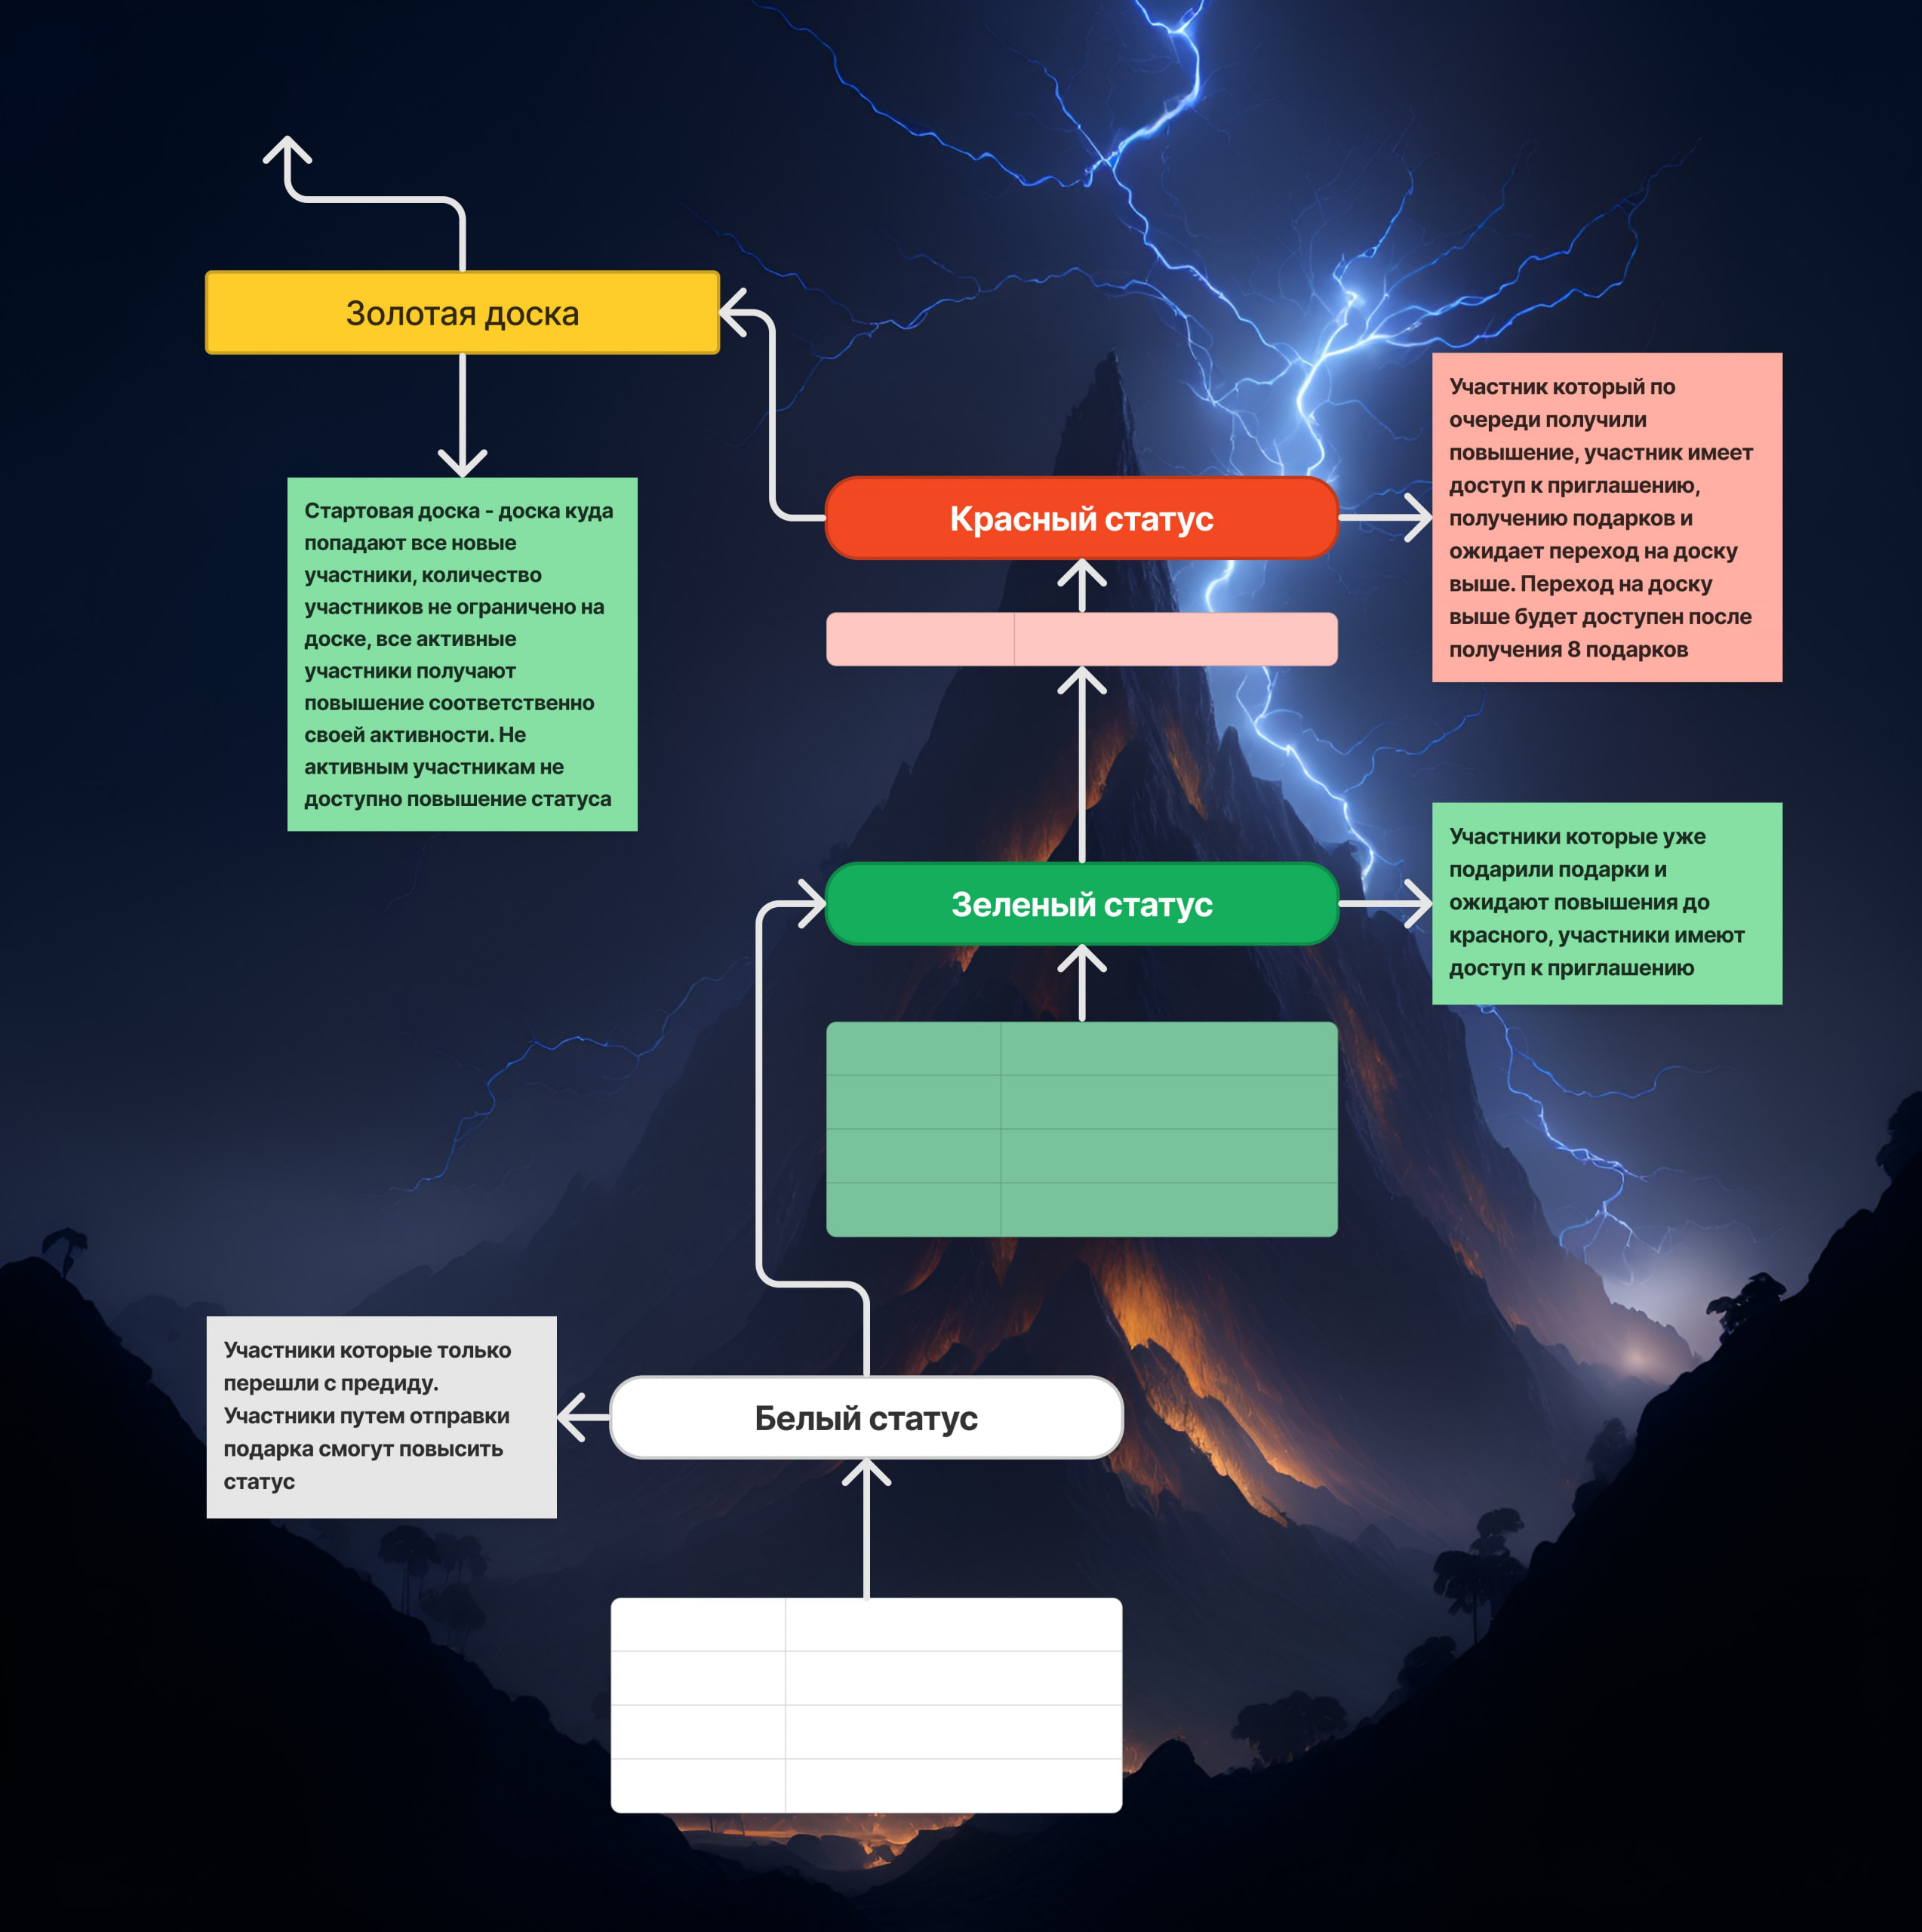 Золотая доска
Участник который по
очереди получили
повышение, участник имеет
доступ к приглашению,
получению подарков и
ожидает переход на доску
выше. Переход на доску
выше будет доступен после
получения 8 подарков
Красный статус
Стартовая доска - доска куда
попадают все новые
участники, количество
участников не ограничено на
доске, все активные
участники получают
повышение соответственно
своей активности. Не
активным участникам не
доступно повышение статуса
Участники которые уже
подарили подарки и
ожидают повышения до
красного, участники имеют
доступ к приглашению
Зеленый статус
Участники которые только
перешли с предиду.
Участники путем отправки
подарка смогут повысить
статус
Белый статус